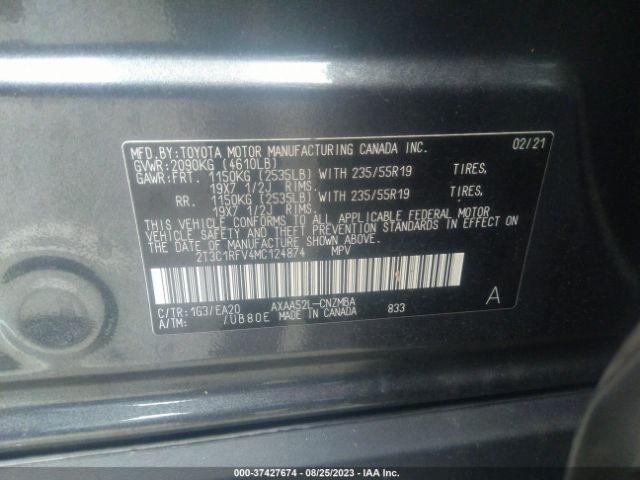 MFD.BY:TOYOTA MOTOR MANUFACTURING CANADA INC. 02/21
GVWR:2090KG (4610LB)
GAWR:FRT. 1150KG (2535LB) WITH 235/55R19 TIRES,
19X7 1/2J RIMS.
RR. 1150KG (2535LB) WITH 235/55R19 TIRES,
19X7 1/2J RIMS.
THIS VEHICLE CONFORMS TO ALL APPLICABLE FEDERAL MOTOR
VEHICLE SAFETY AND THEFT PREVENTION STANDARDS IN EFFECT ON
THE DATE OF MANUFACTURE SHOWN ABOVE.
2T3C1RFV4MC124874 MPV
C/TR:1G3/EA20 AXAA52L-CNZMBA 833 A
A/TM: /UB80E MADE IN CANADA
000-37427674 - 08/25/2023 - IAA Inc.